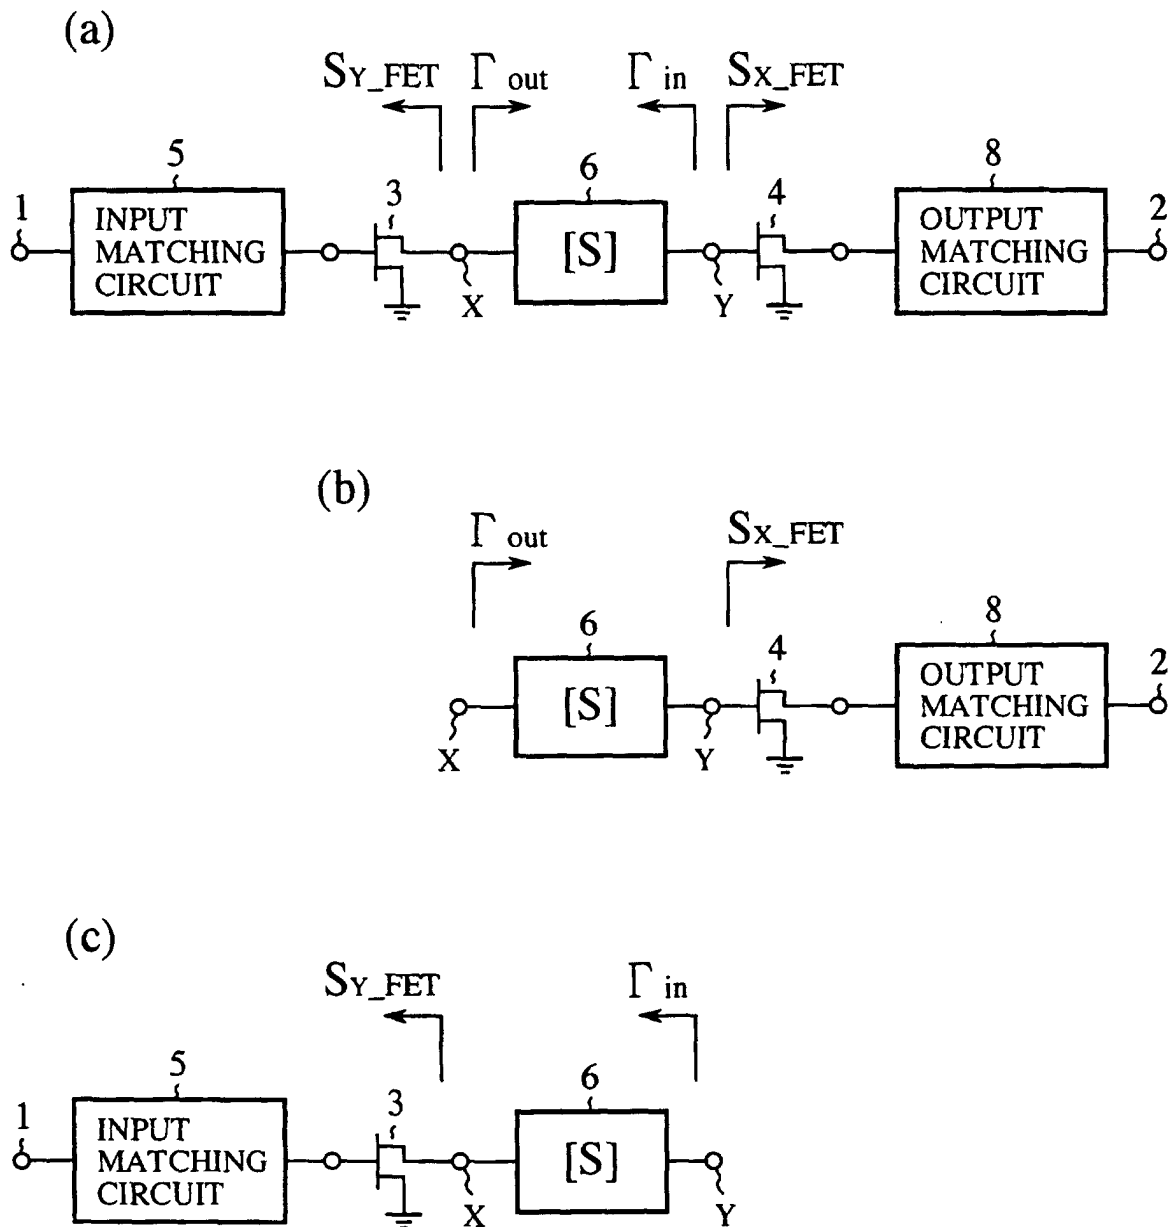 (a)
SY_FET Γ out Γ in SX_FET
5 6 8
1 3 4 2
INPUT
MATCHING
CIRCUIT
[S]
OUTPUT
MATCHING
CIRCUIT
X Y
(b)
Γ out SX_FET
6 8
4 2
[S]
OUTPUT
MATCHING
CIRCUIT
X Y
(c)
SY_FET Γ in
5 6
1 3
INPUT
MATCHING
CIRCUIT
[S]
X Y